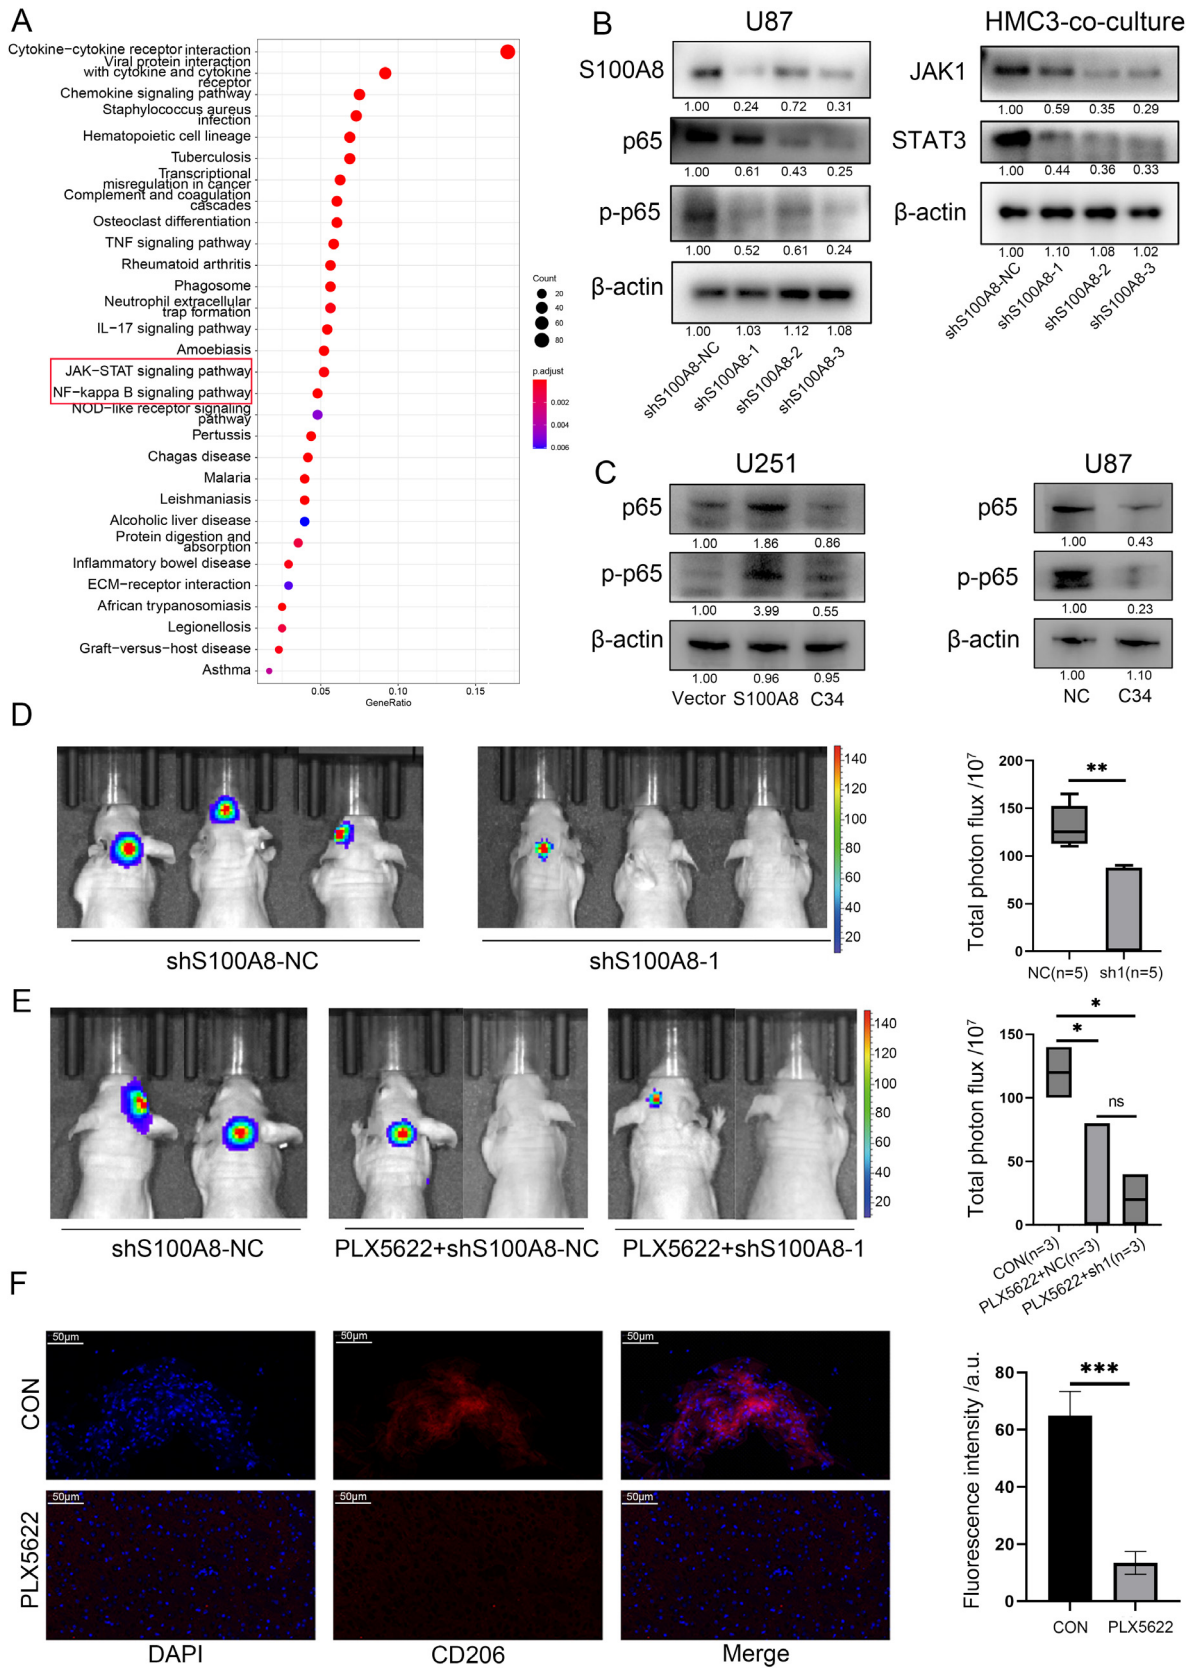 A
Cytokine−cytokine receptor interaction
Viral protein interaction
with cytokine and cytokine
receptor
Chemokine signaling pathway
Staphylococcus aureus
infection
Hematopoietic cell lineage
Tuberculosis
Transcriptional
misregulation in cancer
Complement and coagulation
cascades
Osteoclast differentiation
TNF signaling pathway
Rheumatoid arthritis
Phagosome
Neutrophil extracellular
trap formation
IL−17 signaling pathway
Amoebiasis
JAK−STAT signaling pathway
NF−kappa B signaling pathway
NOD−like receptor signaling
pathway
Pertussis
Chagas disease
Malaria
Leishmaniasis
Alcoholic liver disease
Protein digestion and
absorption
Inflammatory bowel disease
ECM−receptor interaction
African trypanosomiasis
Legionellosis
Graft−versus−host disease
Asthma
0.05 0.10 0.15
GeneRatio
Count
20
40
60
80
p.adjust
0.002
0.004
0.006
B
U87
S100A8
1.00 0.24 0.72 0.31
p65
1.00 0.61 0.43 0.25
p-p65
1.00 0.52 0.61 0.24
β-actin
1.00 1.03 1.12 1.08
shS100A8-NC
shS100A8-1
shS100A8-2
shS100A8-3
HMC3-co-culture
JAK1
1.00 0.59 0.35 0.29
STAT3
1.00 0.44 0.36 0.33
β-actin
1.00 1.10 1.08 1.02
shS100A8-NC
shS100A8-1
shS100A8-2
shS100A8-3
C
U251
p65
1.00 1.86 0.86
p-p65
1.00 3.99 0.55
β-actin
1.00 0.96 0.95
Vector S100A8 C34
U87
p65
1.00 0.43
p-p65
1.00 0.23
β-actin
1.00 1.10
NC C34
D
shS100A8-NC
shS100A8-1
140
120
100
80
60
40
20
Total photon flux /10⁷
200
150
100
50
0
**
NC(n=5) sh1(n=5)
E
shS100A8-NC
PLX5622+shS100A8-NC
PLX5622+shS100A8-1
140
120
100
80
60
40
20
Total photon flux /10⁷
150
100
50
0
*
*
ns
CON(n=3)
PLX5622+NC(n=3)
PLX5622+sh1(n=3)
F
CON
50μm
50μm
50μm
PLX5622
50μm
50μm
50μm
DAPI
CD206
Merge
Fluorescence intensity /a.u.
80
60
40
20
0
***
CON PLX5622